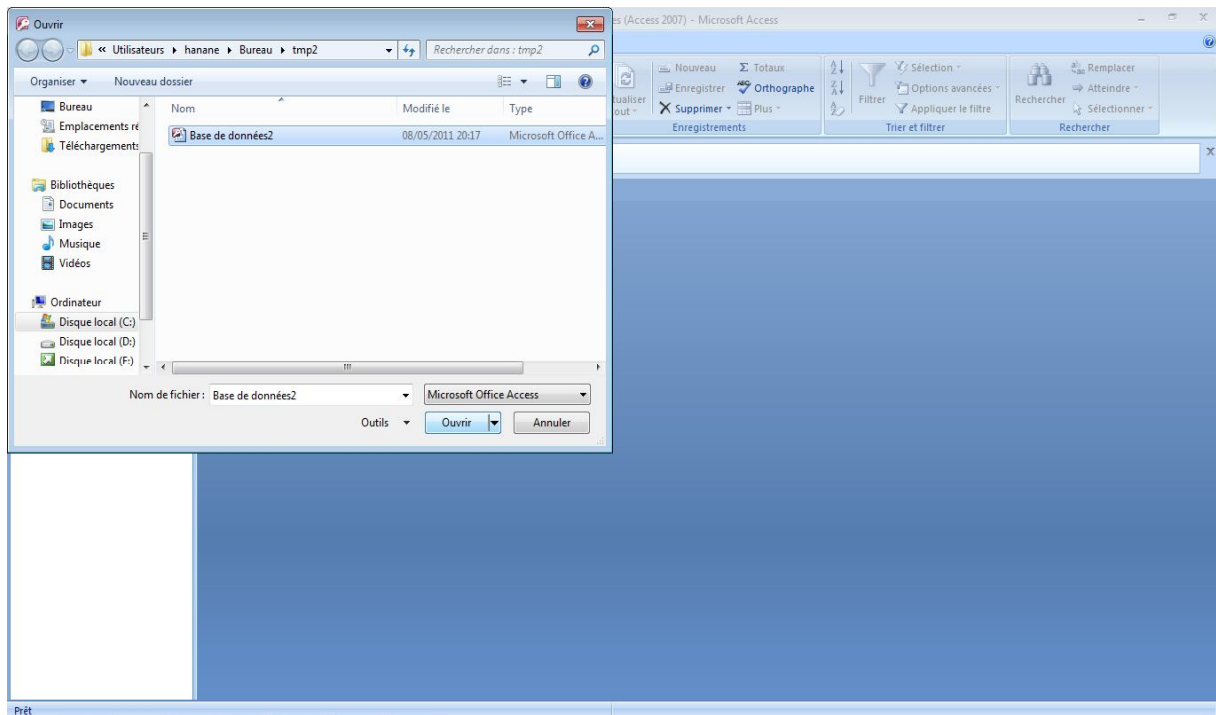 Ouvrir
es (Access 2007) - Microsoft Access
« Utilisateurs ▸ hanane ▸ Bureau ▸ tmp2
Rechercher dans : tmp2
Organiser
Nouveau dossier
Bureau
Emplacements ré
Téléchargements
Bibliothèques
Documents
Images
Musique
Vidéos
Ordinateur
Disque local (C:)
Disque local (D:)
Disque local (F:)
Nom
Modifié le
Type
Base de données2
08/05/2011 20:17
Microsoft Office A...
Nom de fichier :
Base de données2
Microsoft Office Access
Outils
Ouvrir
Annuler
tualiser
out
Nouveau
Enregistrer
Supprimer
Σ Totaux
Orthographe
Plus
Enregistrements
Filtrer
Sélection
Options avancées
Appliquer le filtre
Trier et filtrer
Rechercher
Remplacer
Atteindre
Sélectionner
Rechercher
Prêt